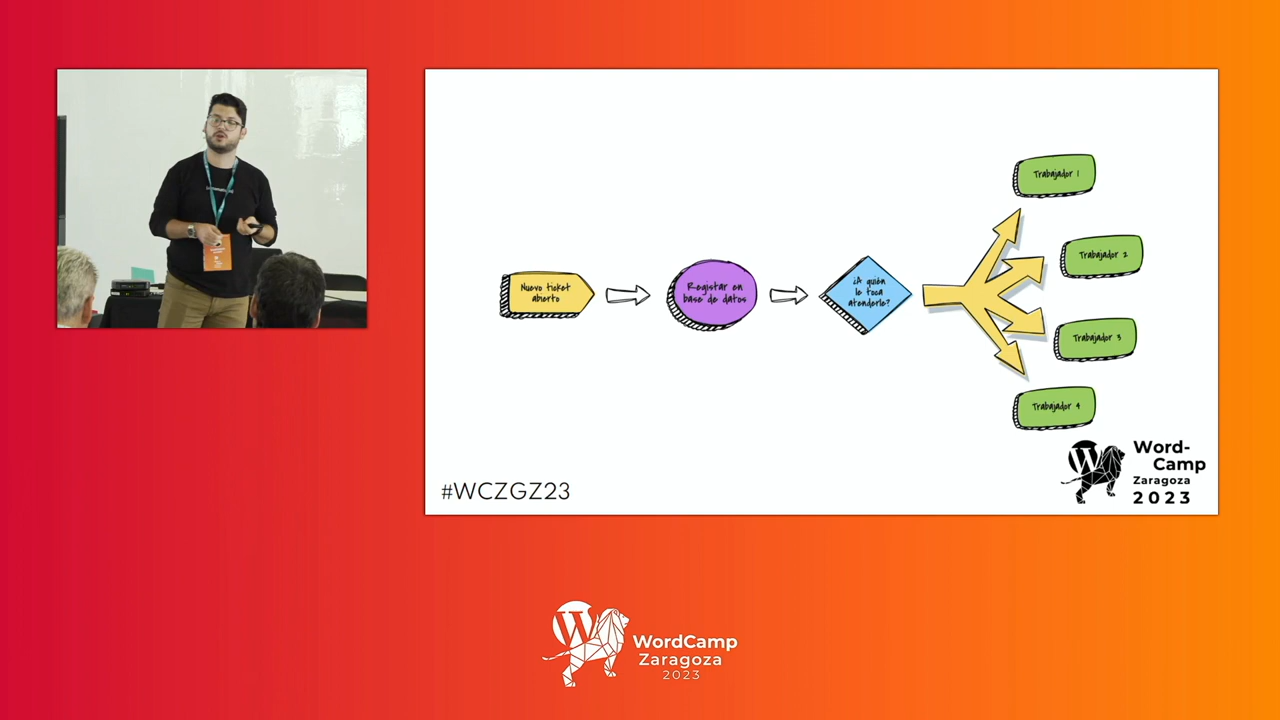 Nuevo ticket
abierto
Registar en
base de datos
¿A quién
le toca
atenderle?
Trabajador 1
Trabajador 2
Trabajador 3
Trabajador 4
#WCZGZ23
Word-
Camp
Zaragoza
2023
WordCamp
Zaragoza
2023